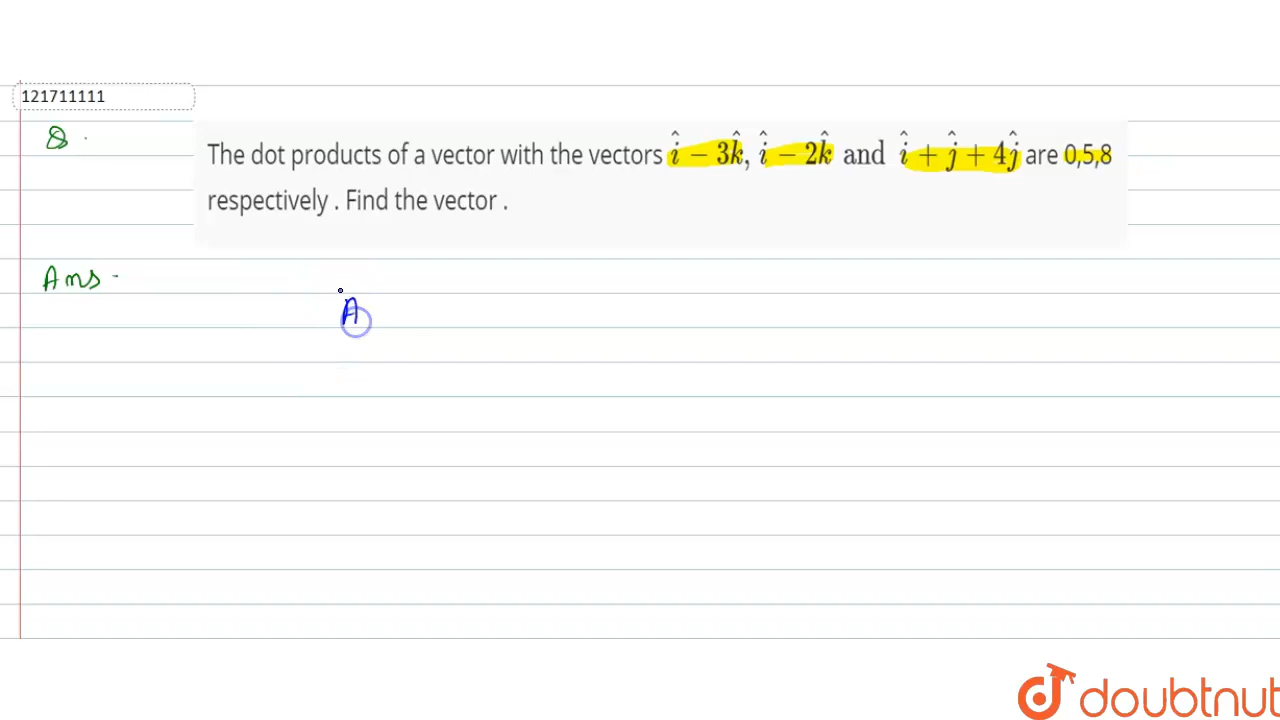 121711111
Q.
The dot products of a vector with the vectors î − 3k̂, î − 2k̂ and î + ĵ + 4ĵ are 0,5,8
respectively . Find the vector .
Ans -
A
doubtnut